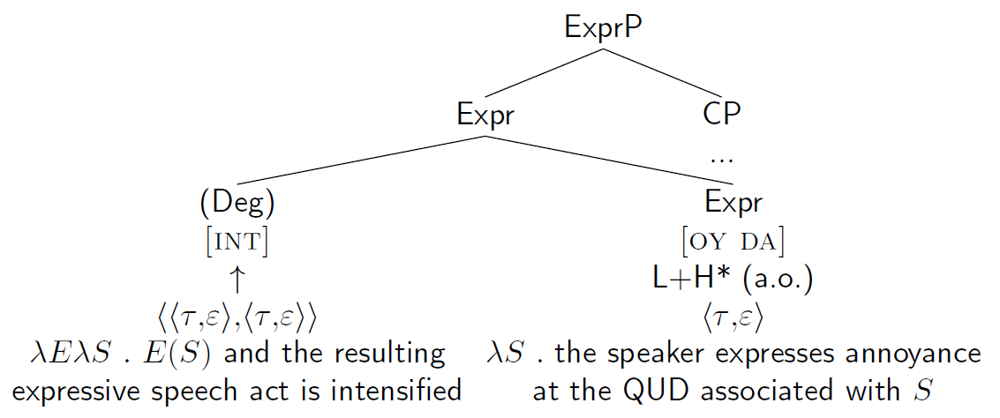 ExprP
Expr CP
...
(Deg) Expr
[INT] [OY DA]
↑ L+H* (a.o.)
⟨⟨τ,ε⟩,⟨τ,ε⟩⟩ ⟨τ,ε⟩
λEλS . E(S) and the resulting λS . the speaker expresses annoyance
expressive speech act is intensified at the QUD associated with S